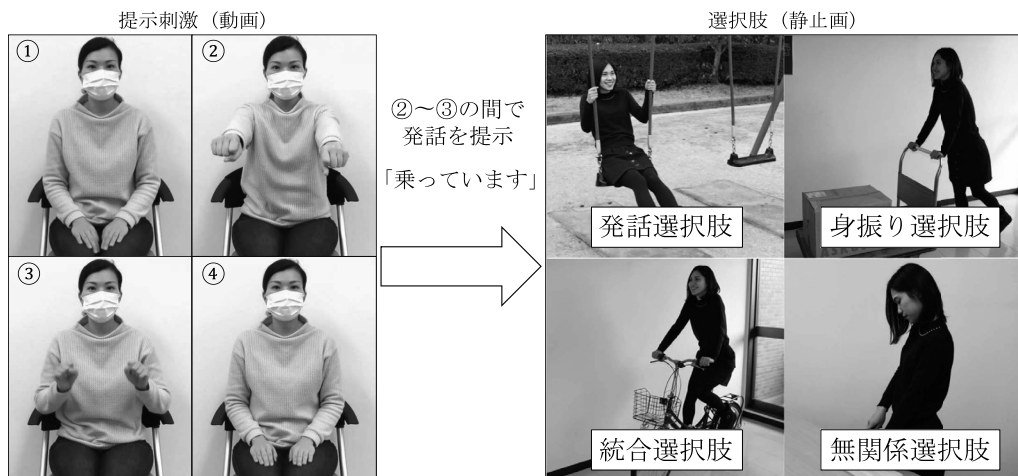 提示刺激（動画）
①
②
③
④
②～③の間で
発話を提示
「乗っています」
選択肢（静止画）
発話選択肢
身振り選択肢
統合選択肢
無関係選択肢